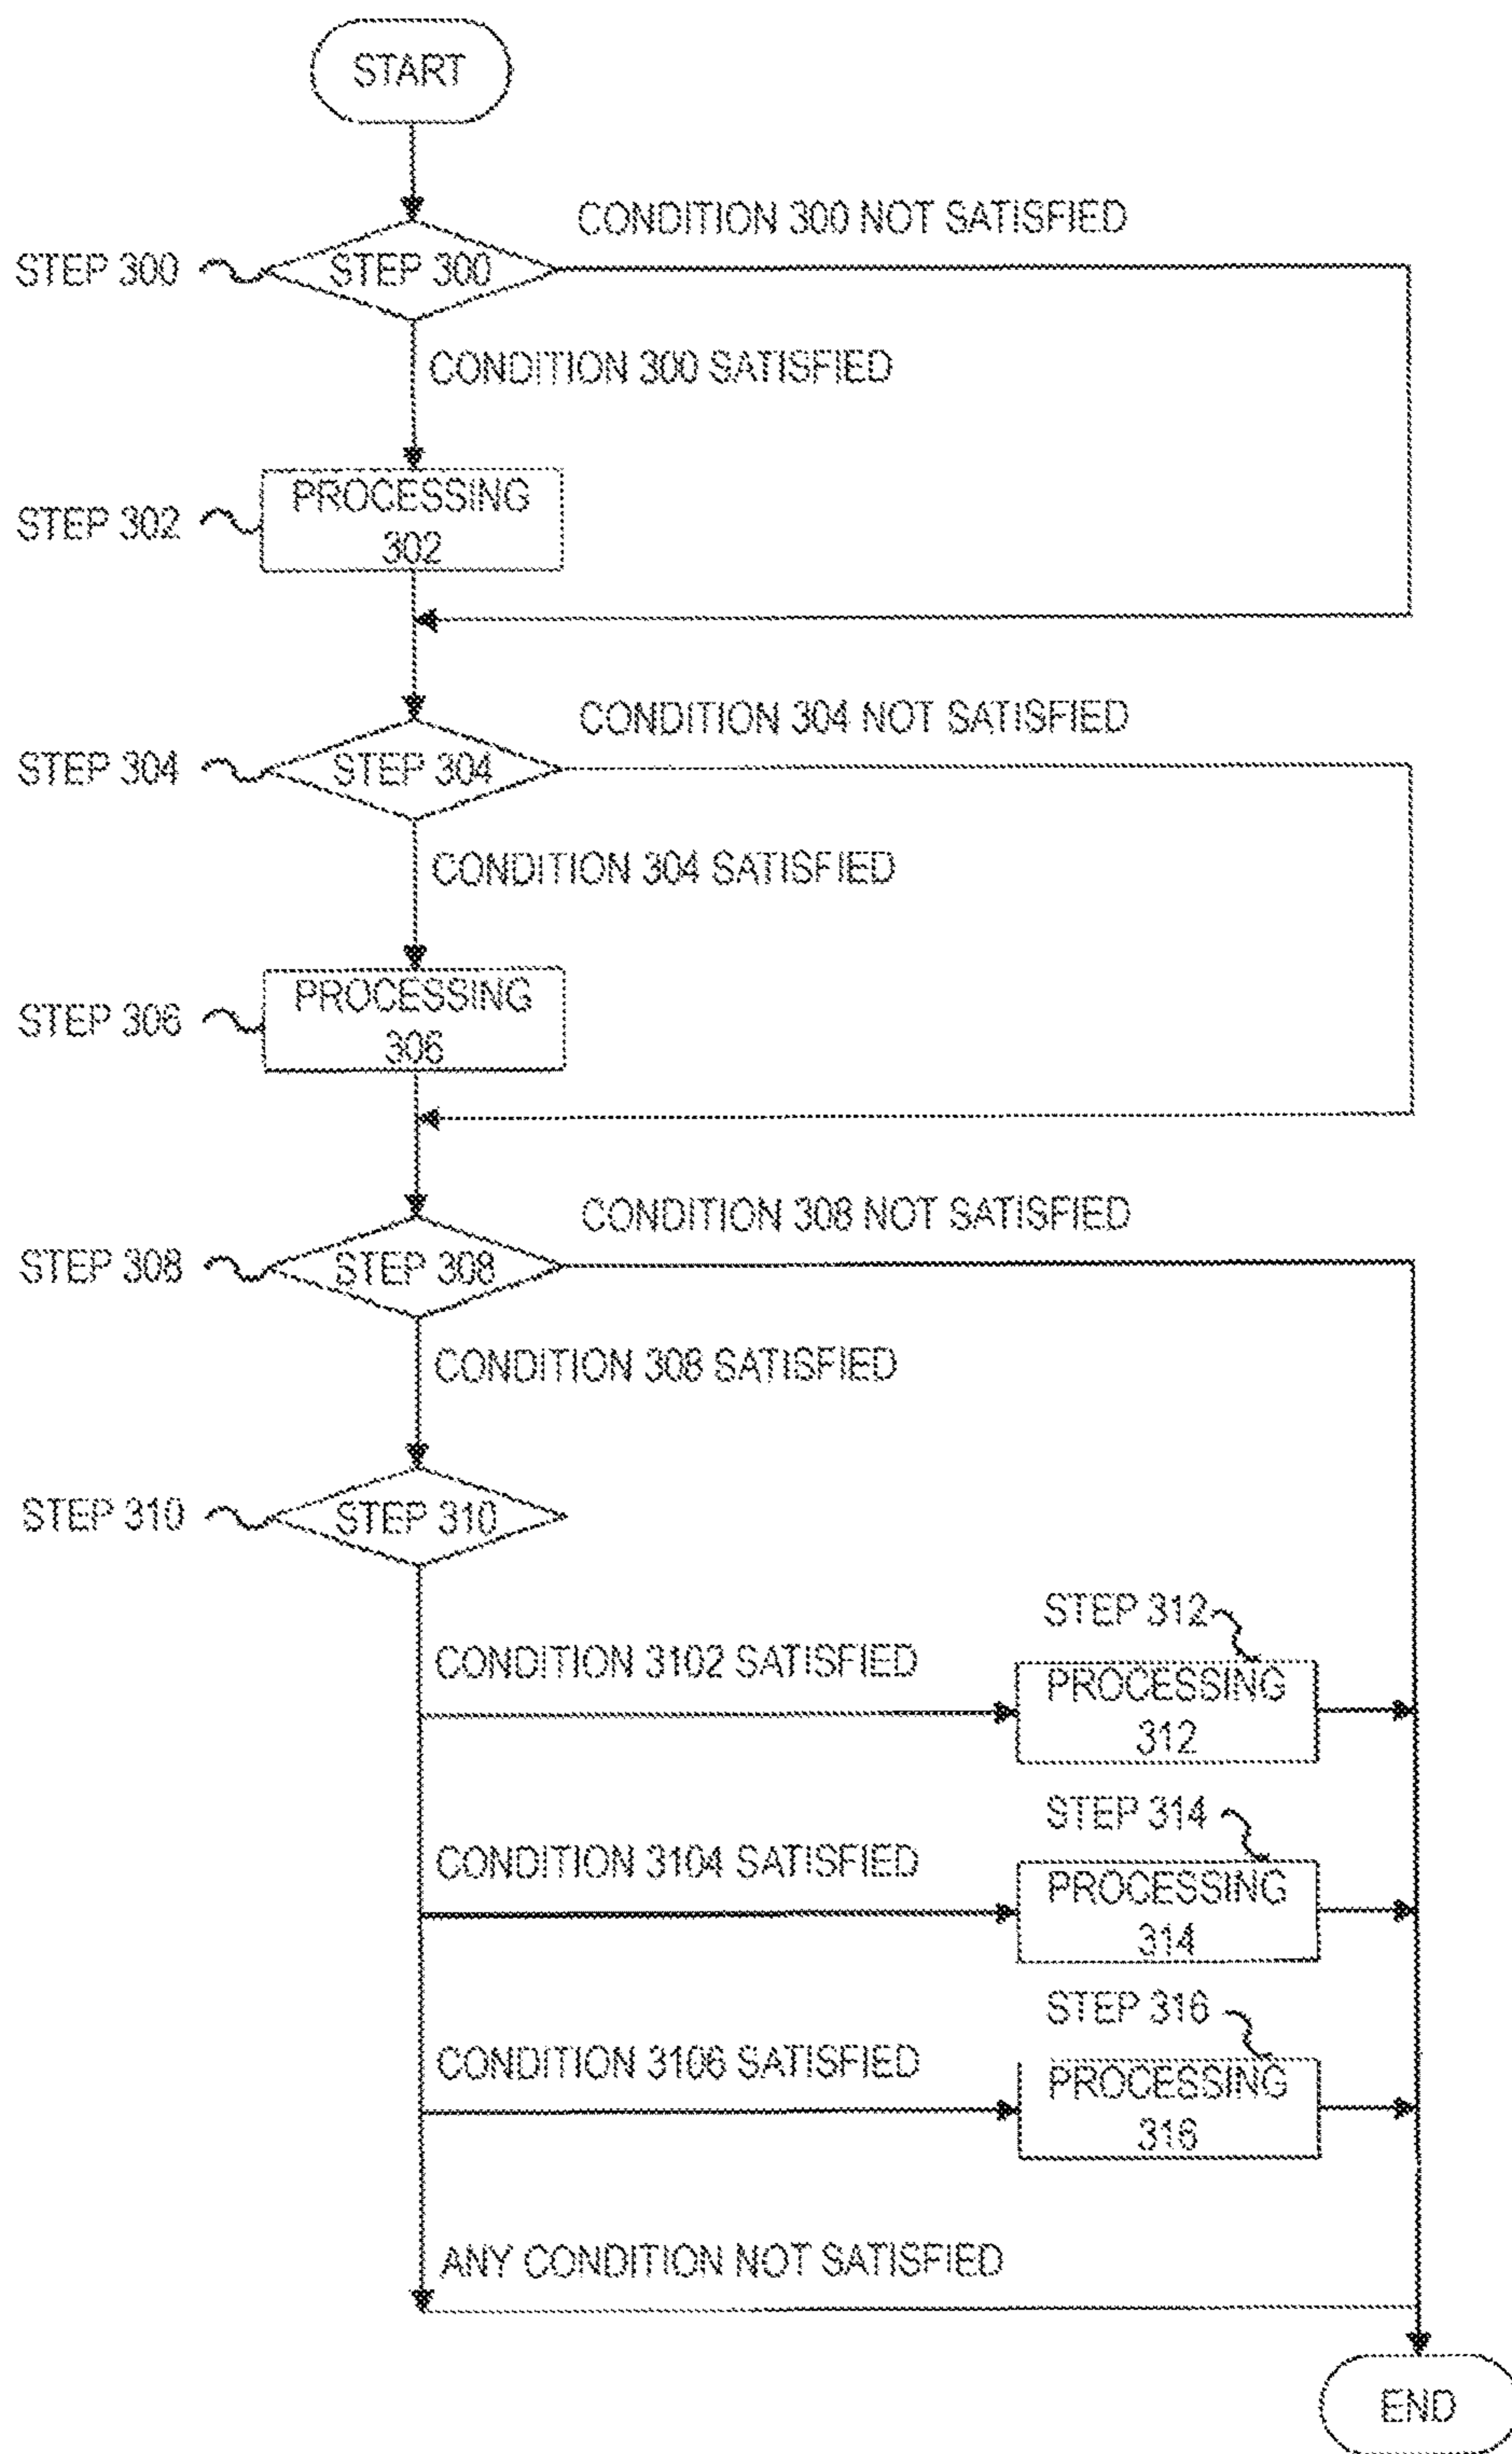 START
CONDITION 300 NOT SATISFIED
STEP 300
STEP 300
CONDITION 300 SATISFIED
STEP 302
PROCESSING
302
CONDITION 304 NOT SATISFIED
STEP 304
STEP 304
CONDITION 304 SATISFIED
STEP 306
PROCESSING
306
CONDITION 308 NOT SATISFIED
STEP 308
STEP 308
CONDITION 308 SATISFIED
STEP 310
STEP 310
STEP 312
CONDITION 3102 SATISFIED
PROCESSING
312
STEP 314
CONDITION 3104 SATISFIED
PROCESSING
314
STEP 316
CONDITION 3106 SATISFIED
PROCESSING
316
ANY CONDITION NOT SATISFIED
END